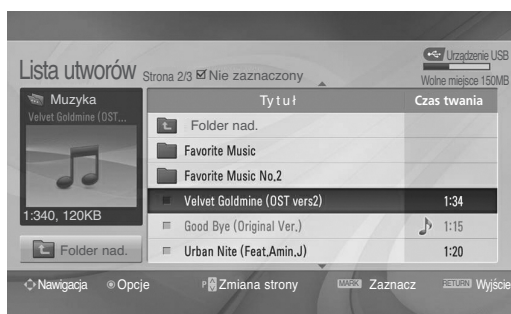 Urządzenie USB
Lista utworów Strona 2/3 Nie zaznaczony
Wolne miejsce 150MB
Muzyka
Velvet Goldmine (OST...
1:340, 120KB
Folder nad.
Tytuł Czas twania
Folder nad.
Favorite Music
Favorite Music No.2
Velvet Goldmine (OST vers2) 1:34
Good Bye (Original Ver.) 1:15
Urban Nite (Feat,Amin,J) 1:20
Nawigacja Opcje P Zmiana strony MARK Zaznacz RETURN Wyjście